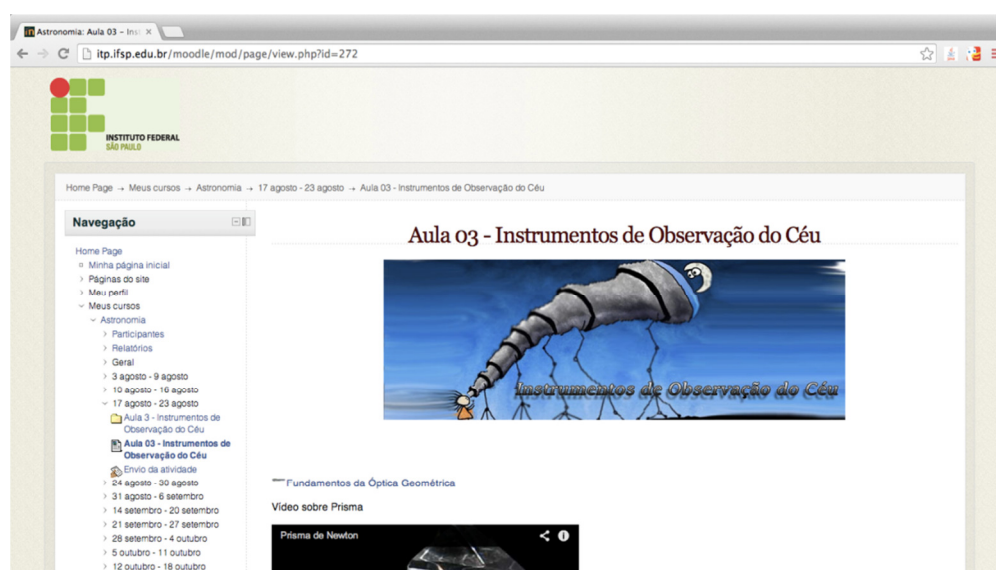 Astronomia: Aula 03 – Ins
itp.ifsp.edu.br/moodle/mod/page/view.php?id=272
INSTITUTO FEDERAL
SÃO PAULO
Home Page → Meus cursos → Astronomia → 17 agosto - 23 agosto → Aula 03 - Instrumentos de Observação do Céu
Navegação
Home Page
Minha página inicial
Páginas do site
Meu perfil
Meus cursos
Astronomia
Participantes
Relatórios
Geral
3 agosto - 9 agosto
10 agosto - 16 agosto
17 agosto - 23 agosto
Aula 3 - Instrumentos de
Observação do Céu
Aula 03 - Instrumentos de
Observação do Céu
Envio da atividade
24 agosto - 30 agosto
31 agosto - 6 setembro
14 setembro - 20 setembro
21 setembro - 27 setembro
28 setembro - 4 outubro
5 outubro - 11 outubro
12 outubro - 18 outubro
Aula 03 - Instrumentos de Observação do Céu
Instrumentos de Observação do Céu
Fundamentos da Óptica Geométrica
Vídeo sobre Prisma
Prisma de Newton